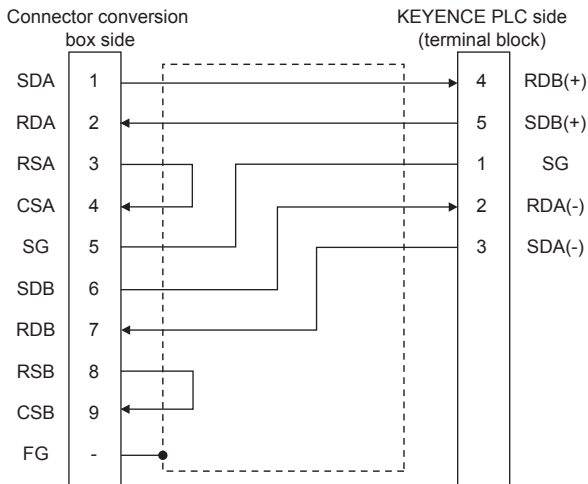 Connector conversion
box side
KEYENCE PLC side
(terminal block)
SDA 1 4 RDB(+)
RDA 2 5 SDB(+)
RSA 3 1 SG
CSA 4 2 RDA(-)
SG 5 3 SDA(-)
SDB 6
RDB 7
RSB 8
CSB 9
FG -